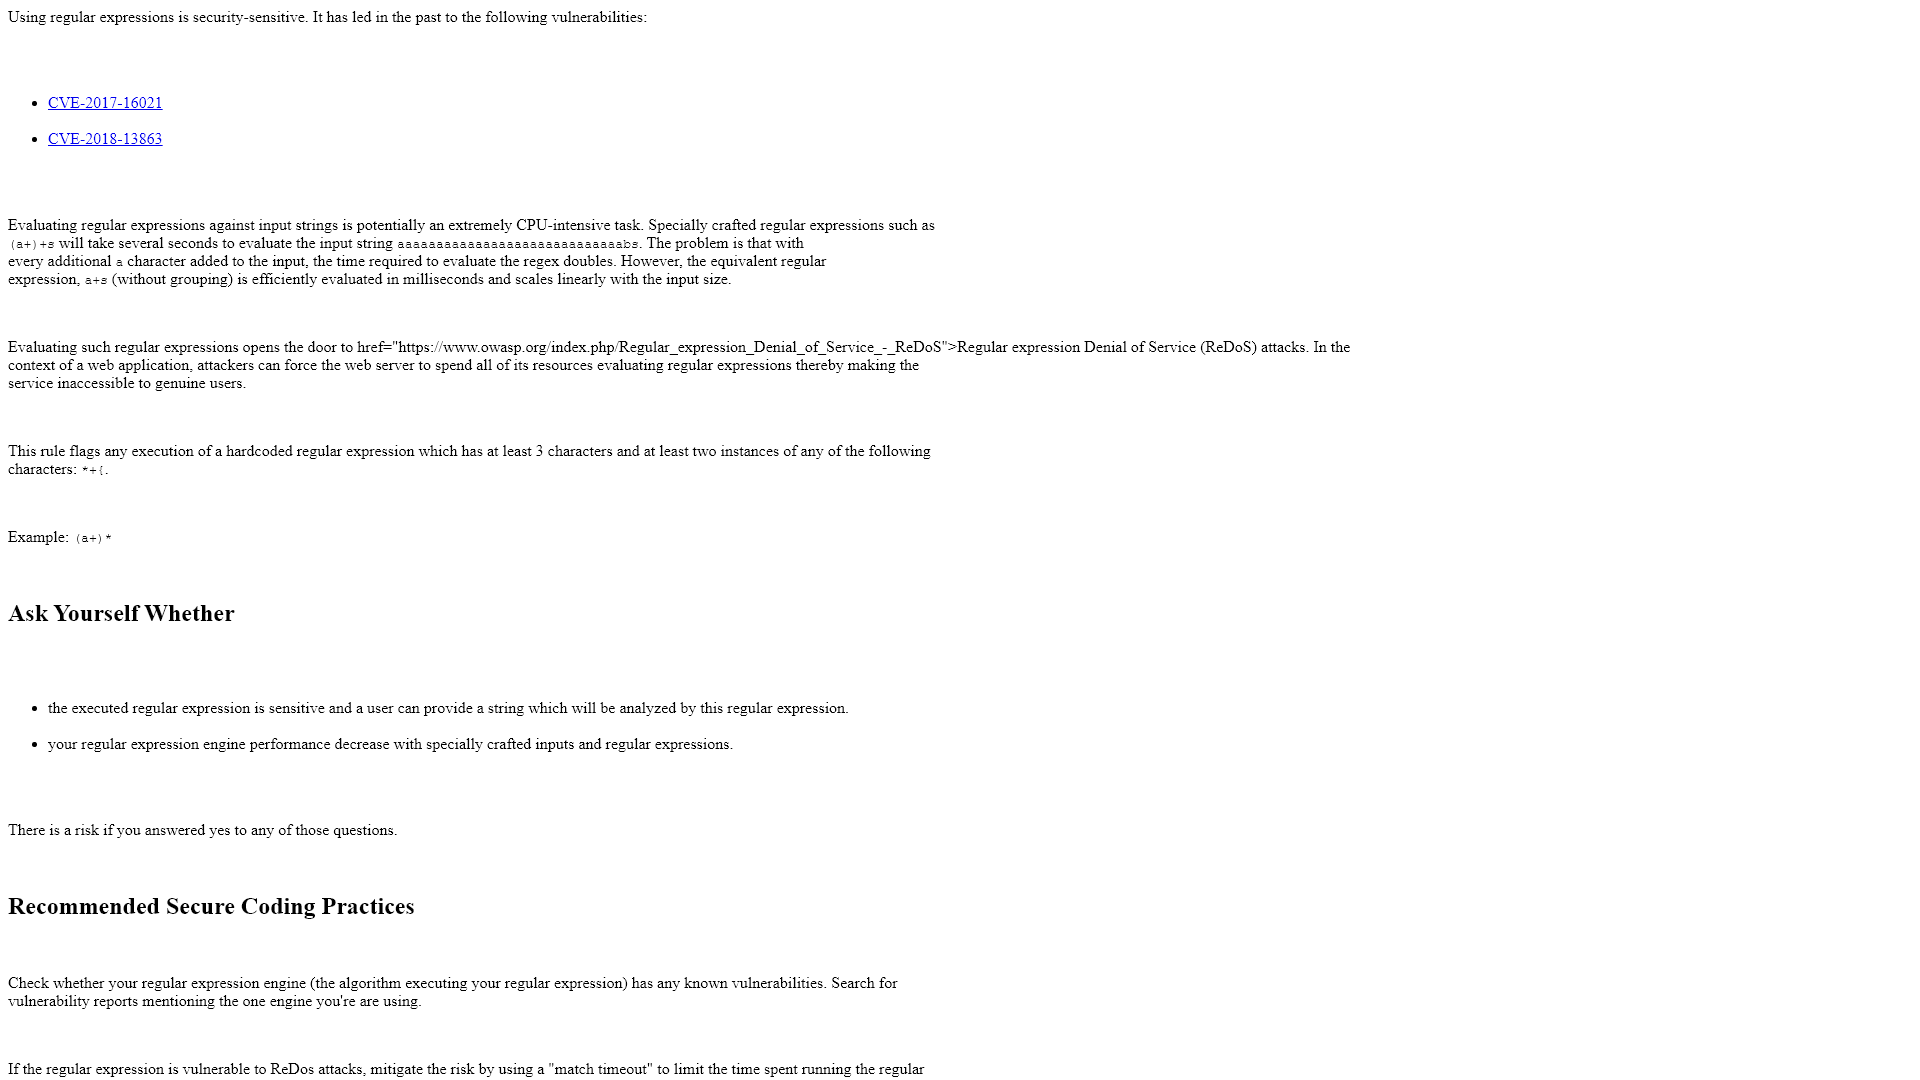 Using regular expressions is security-sensitive. It has led in the past to the following vulnerabilities:
• CVE-2017-16021
• CVE-2018-13863
Evaluating regular expressions against input strings is potentially an extremely CPU-intensive task. Specially crafted regular expressions such as
(a+)+s will take several seconds to evaluate the input string aaaaaaaaaaaaaaaaaaaaaaaaaaaaabs. The problem is that with
every additional a character added to the input, the time required to evaluate the regex doubles. However, the equivalent regular
expression, a+s (without grouping) is efficiently evaluated in milliseconds and scales linearly with the input size.
Evaluating such regular expressions opens the door to href="https://www.owasp.org/index.php/Regular_expression_Denial_of_Service_-_ReDoS">Regular expression Denial of Service (ReDoS) attacks. In the
context of a web application, attackers can force the web server to spend all of its resources evaluating regular expressions thereby making the
service inaccessible to genuine users.
This rule flags any execution of a hardcoded regular expression which has at least 3 characters and at least two instances of any of the following
characters: *+{.
Example: (a+)*
Ask Yourself Whether
• the executed regular expression is sensitive and a user can provide a string which will be analyzed by this regular expression.
• your regular expression engine performance decrease with specially crafted inputs and regular expressions.
There is a risk if you answered yes to any of those questions.
Recommended Secure Coding Practices
Check whether your regular expression engine (the algorithm executing your regular expression) has any known vulnerabilities. Search for
vulnerability reports mentioning the one engine you're are using.
If the regular expression is vulnerable to ReDos attacks, mitigate the risk by using a "match timeout" to limit the time spent running the regular